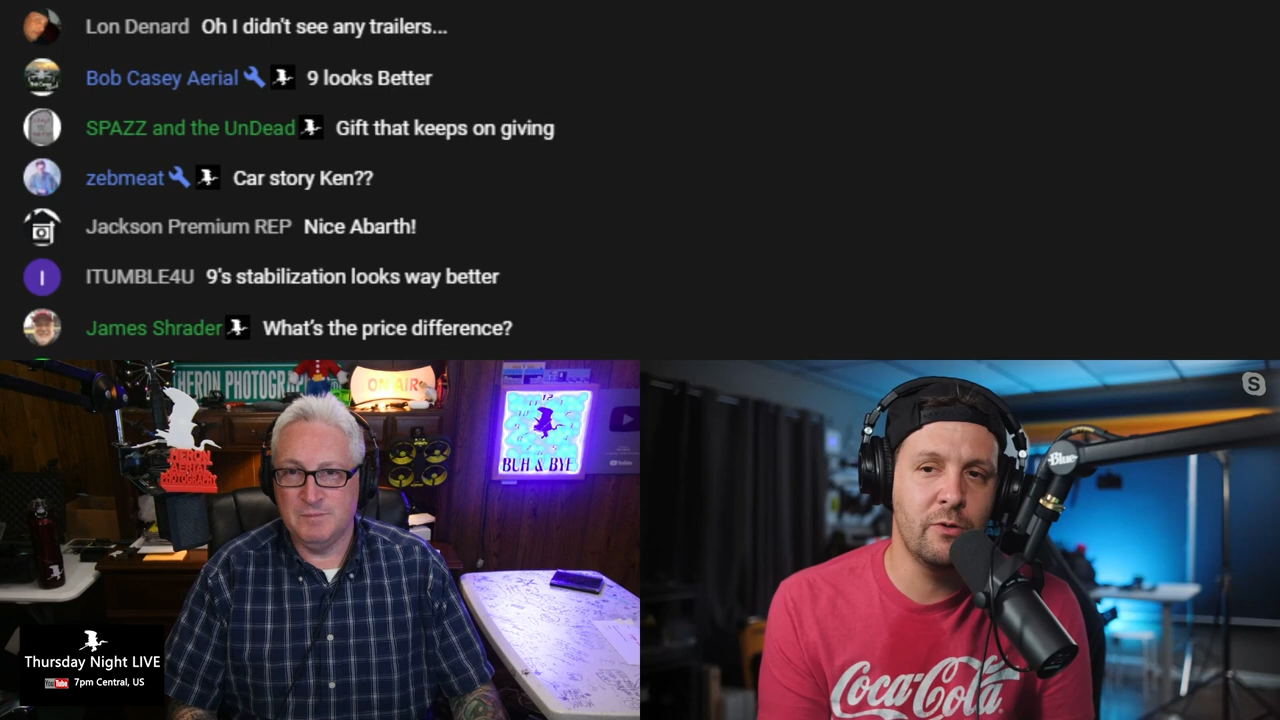 Lon Denard Oh I didn't see any trailers...
Bob Casey Aerial 9 looks Better
SPAZZ and the UnDead Gift that keeps on giving
zebmeat Car story Ken??
Jackson Premium REP Nice Abarth!
I ITUMBLE4U 9's stabilization looks way better
James Shrader What's the price difference?
HERON PHOTOGRA
ON AIR
HERON
AERIAL
PHOTOGRAPHY
BUH & BYE
YouTube
S
Blue
Thursday Night LIVE
YouTube 7pm Central, US
Coca-Cola